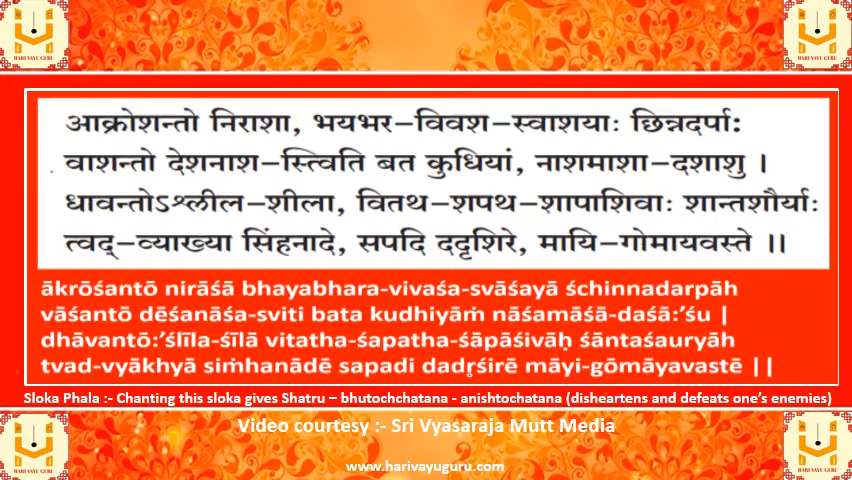 HARI VAYU GURU
HARI VAYU GURU
आक्रोशन्तो निराशा, भयभर–विवश–स्वाशयाः छिन्नदर्पा:
वाशन्तो देशनाश–स्त्विति बत कुधियां, नाशमाशा–दशाशु ।
धावन्तोऽश्लील–शीला, वितथ–शपथ–शापाशिवाः शान्तशौर्याः
त्वद्–व्याख्या सिंहनादे, सपदि ददृशिरे, मायि–गोमायवस्ते ।।
ākrōśantō nirāśā bhayabhara-vivaśa-svāśayā śchinnadarpāh
vāśantō dēśanāśa-sviti bata kudhiyāṁ nāśamāśā-daśā:’śu |
dhāvantō:’ślīla-śīlā vitatha-śapatha-śāpāśivāḥ śāntaśauryāh
tvad-vyākhyā siṁhanādē sapadi dadr̥śirē māyi-gōmāyavastē ||
Sloka Phala :- Chanting this sloka gives Shatru – bhutochchatana - anishtochatana (disheartens and defeats one’s enemies)
Video courtesy :- Sri Vyasaraja Mutt Media
HARI VAYU GURU
HARI VAYU GURU
www.harivayuguru.com